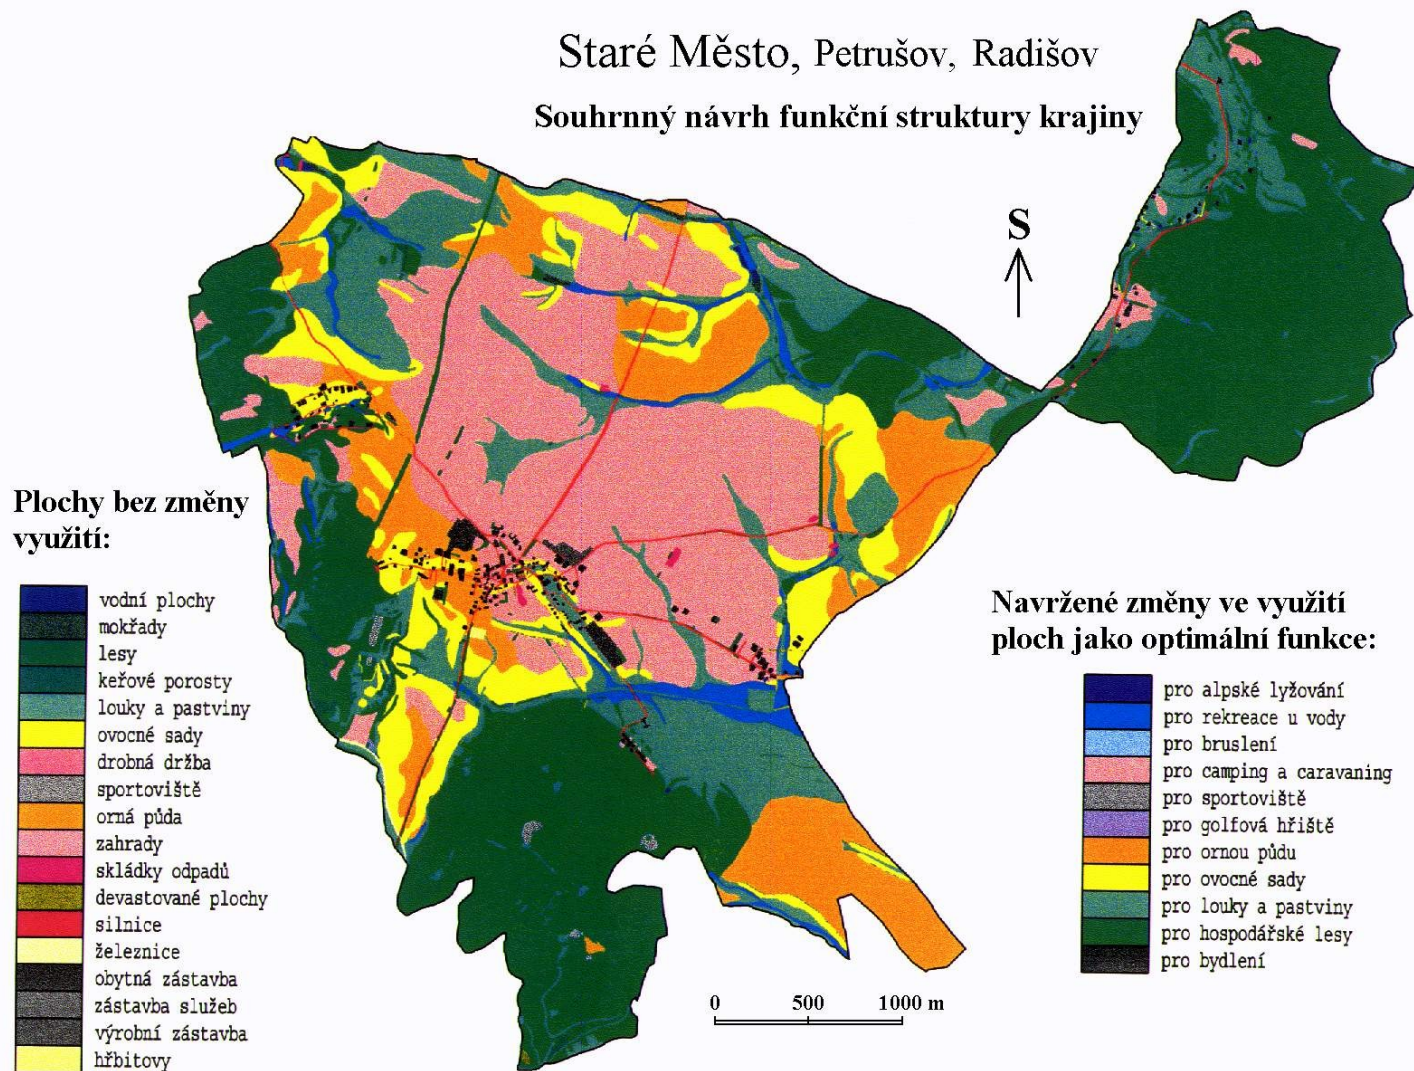 Staré Město, Petrušov, Radišov
Souhrnný návrh funkční struktury krajiny
S
Plochy bez změny
využití:
vodní plochy
mokřady
lesy
keřové porosty
louky a pastviny
ovocné sady
drobná držba
sportoviště
orná půda
zahrady
skládky odpadů
devastované plochy
silnice
železnice
obytná zástavba
zástavba služeb
výrobní zástavba
hřbitovy
Navržené změny ve využití
ploch jako optimální funkce:
pro alpské lyžování
pro rekreace u vody
pro bruslení
pro camping a caravaning
pro sportoviště
pro golfová hřiště
pro ornou půdu
pro ovocné sady
pro louky a pastviny
pro hospodářské lesy
pro bydlení
0 500 1000 m